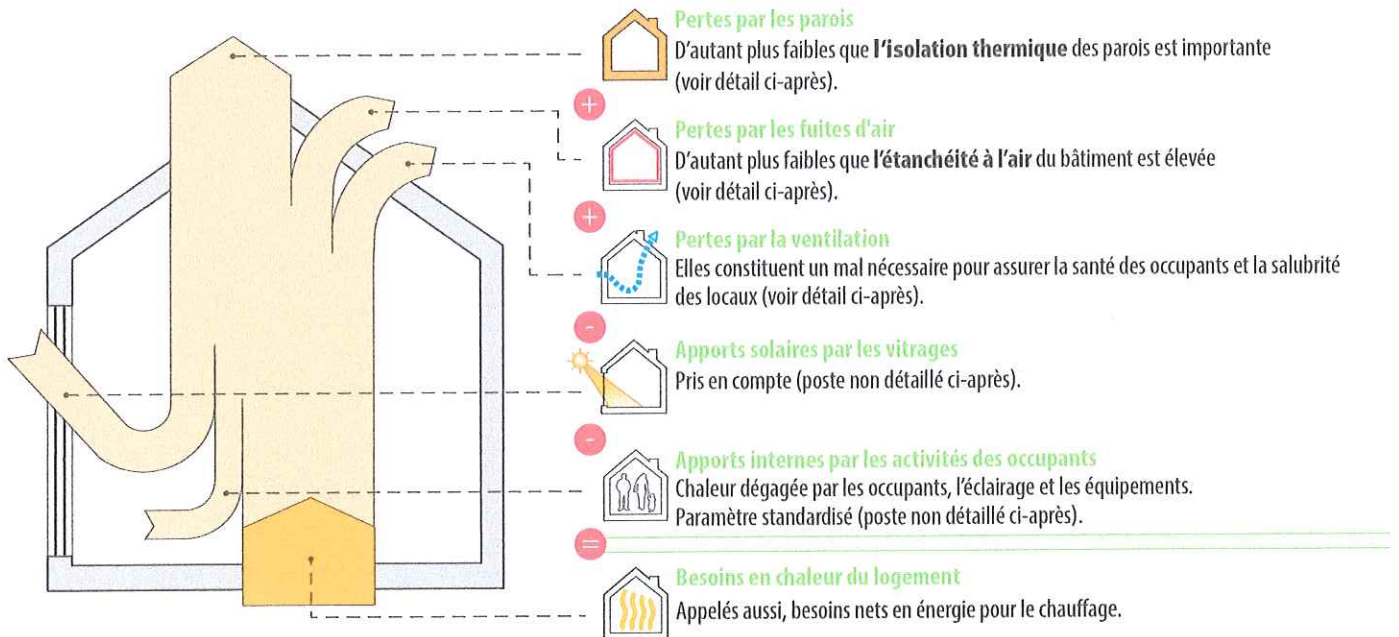 Pertes par les parois
D'autant plus faibles que l'isolation thermique des parois est importante
(voir détail ci-après).
+
Pertes par les fuites d'air
D'autant plus faibles que l'étanchéité à l'air du bâtiment est élevée
(voir détail ci-après).
+
Pertes par la ventilation
Elles constituent un mal nécessaire pour assurer la santé des occupants et la salubrité
des locaux (voir détail ci-après).
-
Apports solaires par les vitrages
Pris en compte (poste non détaillé ci-après).
-
Apports internes par les activités des occupants
Chaleur dégagée par les occupants, l'éclairage et les équipements.
Paramètre standardisé (poste non détaillé ci-après).
=
Besoins en chaleur du logement
Appelés aussi, besoins nets en énergie pour le chauffage.